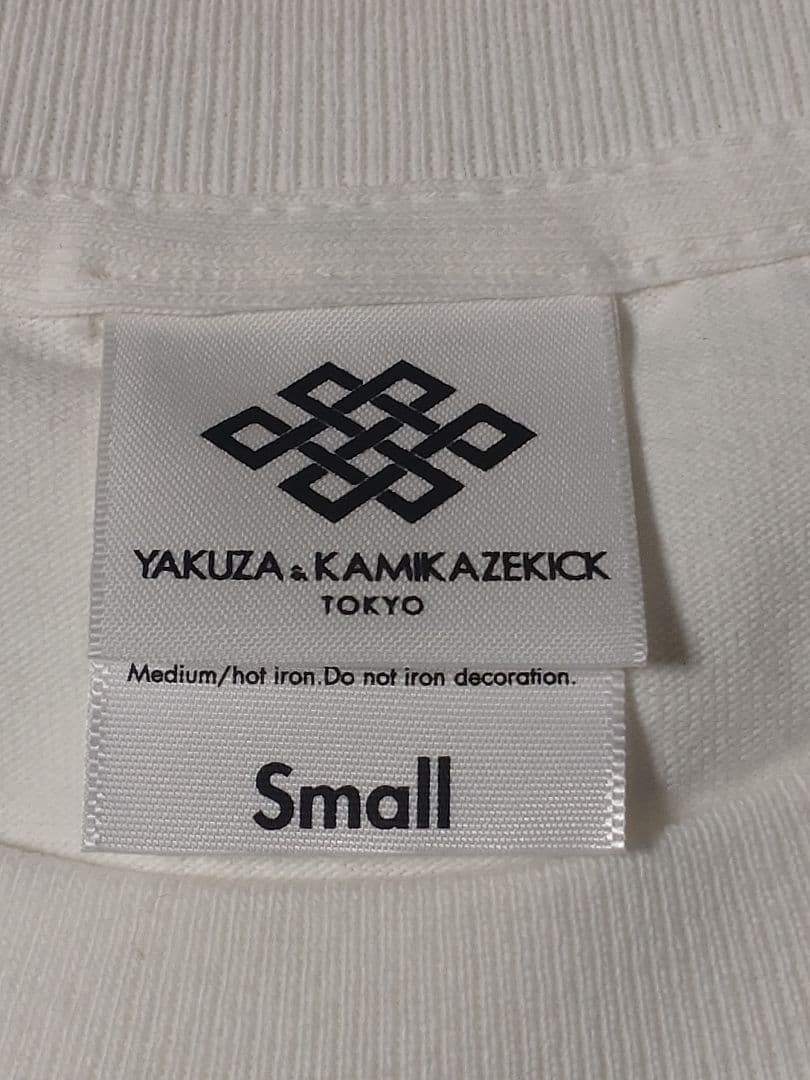 YAKUZA & KAMIKAZEKICK
TOKYO
Medium/hot iron.Do not iron decoration.
Small